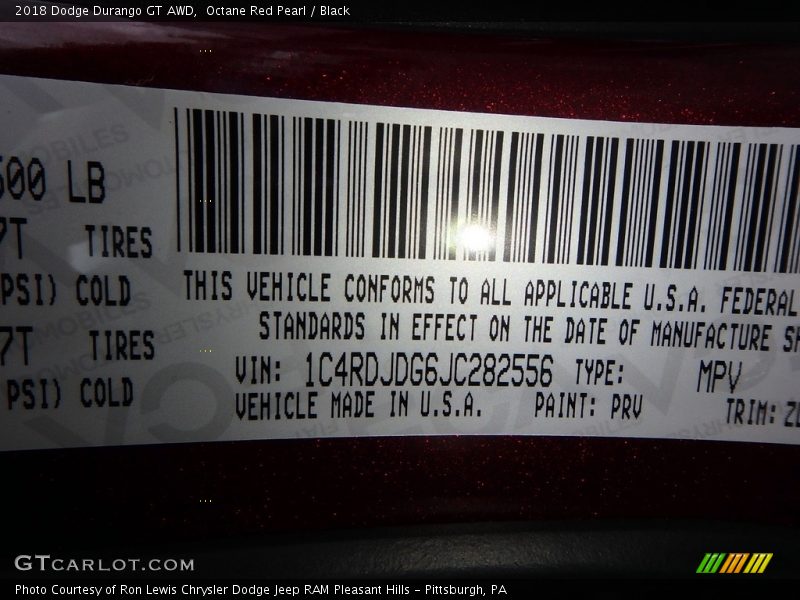 2018 Dodge Durango GT AWD,  Octane Red Pearl / Black
500 LB
7T TIRES
PSI) COLD
7T TIRES
PSI) COLD
THIS VEHICLE CONFORMS TO ALL APPLICABLE U.S.A. FEDERAL
STANDARDS IN EFFECT ON THE DATE OF MANUFACTURE SH
VIN: 1C4RDJDG6JC282556 TYPE: MPV
VEHICLE MADE IN U.S.A. PAINT: PRV TRIM:
GTCARLOT.COM
Photo Courtesy of Ron Lewis Chrysler Dodge Jeep RAM Pleasant Hills - Pittsburgh, PA